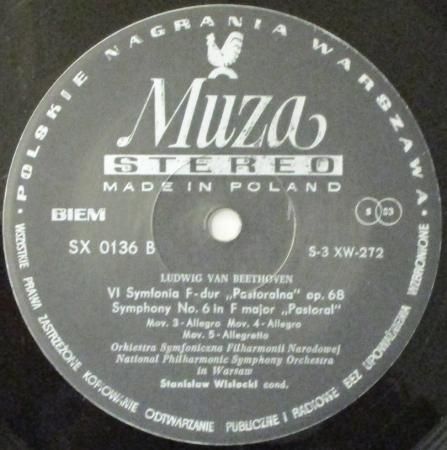 • POLSKIE NAGRANIA WARSZAWA •
Muza
STEREO
MADE IN POLAND
BIEM
S 33
SX 0136 B
S-3 XW-272
LUDWIG VAN BEETHOVEN
VI Symfonia F-dur „Pastoralna" op. 68
Symphony No. 6 in F major „Pastoral"
Mov. 3-Allegro Mov. 4-Allegro
Mov. 5-Allegretto
Orkiestra Symfoniczna Filharmonii Narodowej
National Philharmonic Symphony Orchestra
in Warsaw
Stanisław Wisłocki cond.
WSZYSTKIE PRAWA ZASTRZEŻONE KOPIOWANIE ODTWARZANIE PUBLICZNE I RADIOWE BEZ UPOWAŻNIENIA WZBRONIONE